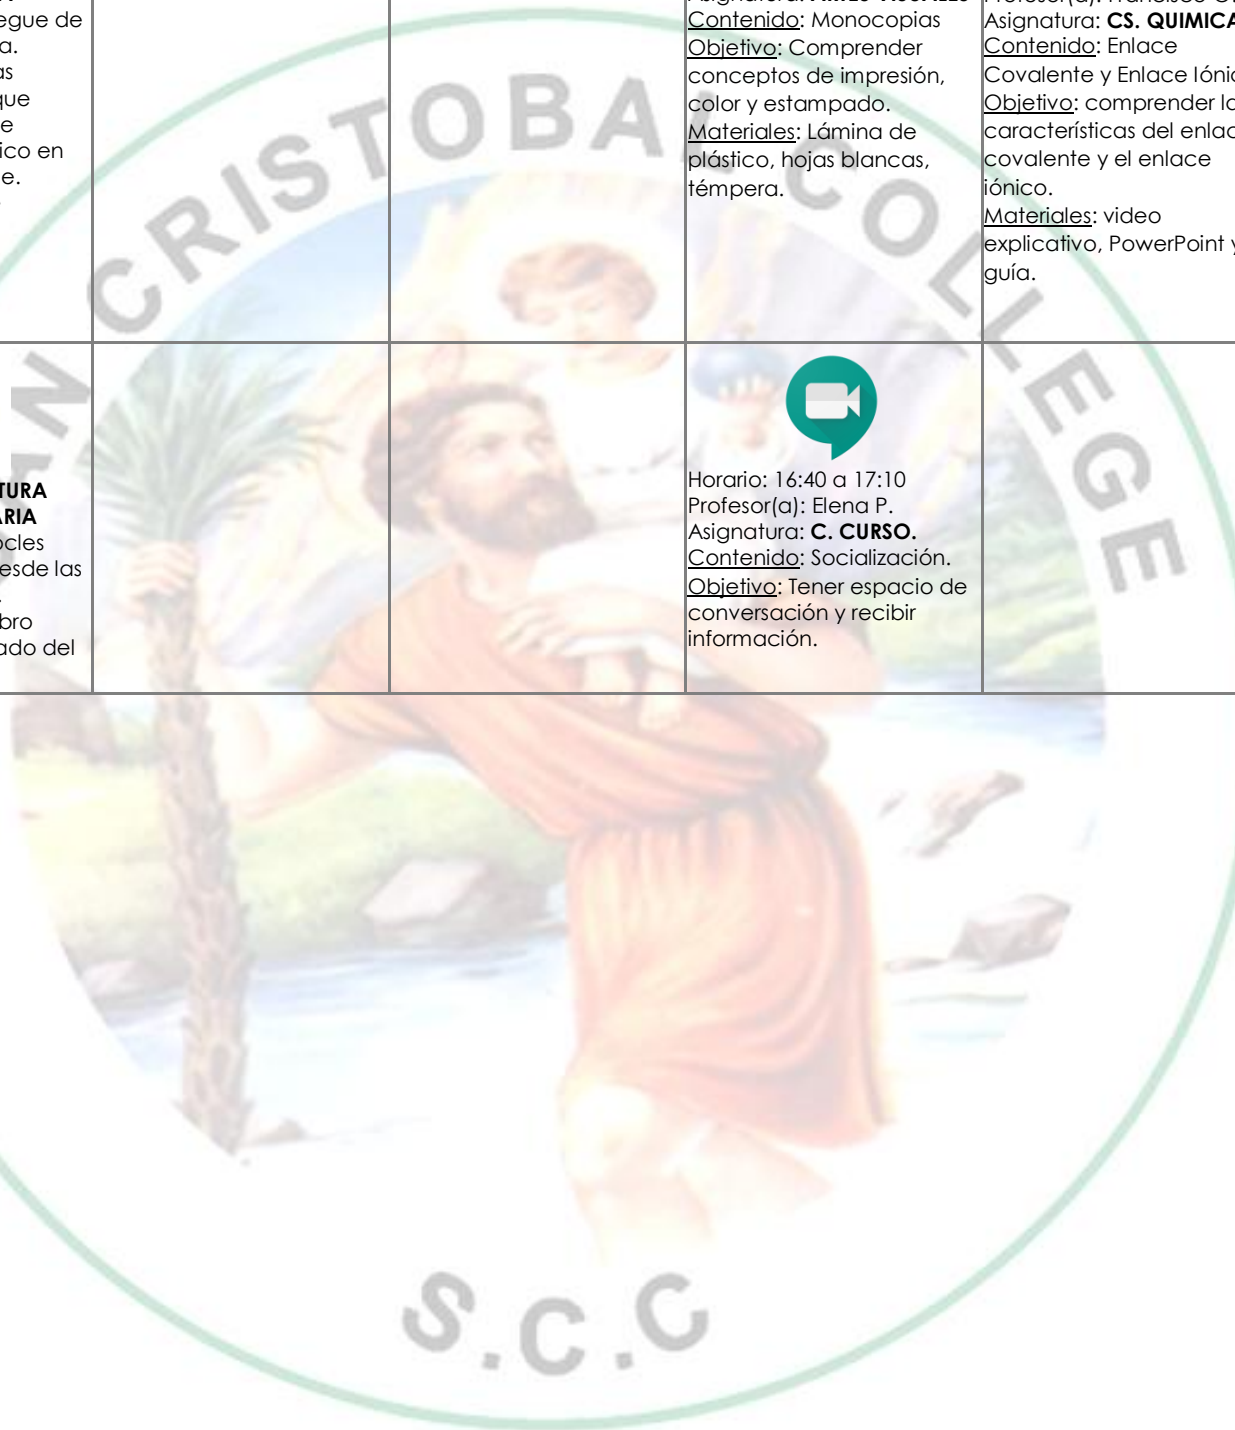 egue de
a.
as
que
e
ico en
e.
Contenido: Monocopias
Objetivo: Comprender
conceptos de impresión,
color y estampado.
Materiales: Lámina de
plástico, hojas blancas,
témpera.
Asignatura: CS. QUIMICA
Contenido: Enlace
Covalente y Enlace Iónic
Objetivo: comprender la
características del enlac
covalente y el enlace
iónico.
Materiales: video
explicativo, PowerPoint y
guía.
TURA
ARIA
ocles
esde las
bro
ado del
Horario: 16:40 a 17:10
Profesor(a): Elena P.
Asignatura: C. CURSO.
Contenido: Socialización.
Objetivo: Tener espacio de
conversación y recibir
información.
AN CRISTOBAL COLLEGE
S.C.C